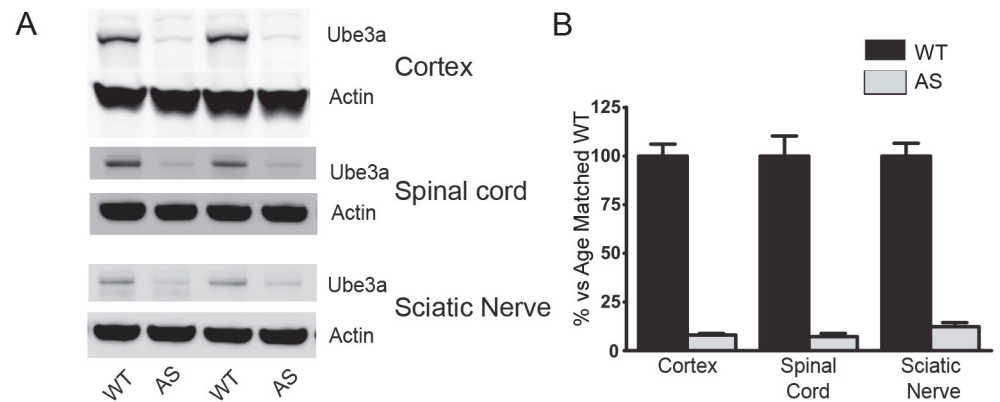 A
Ube3a
Cortex
Actin
Ube3a
Spinal cord
Actin
Ube3a
Sciatic Nerve
Actin
WT AS WT AS
B
WT
AS
% vs Age Matched WT
125
100
75
50
25
0
Cortex
Spinal
Cord
Sciatic
Nerve